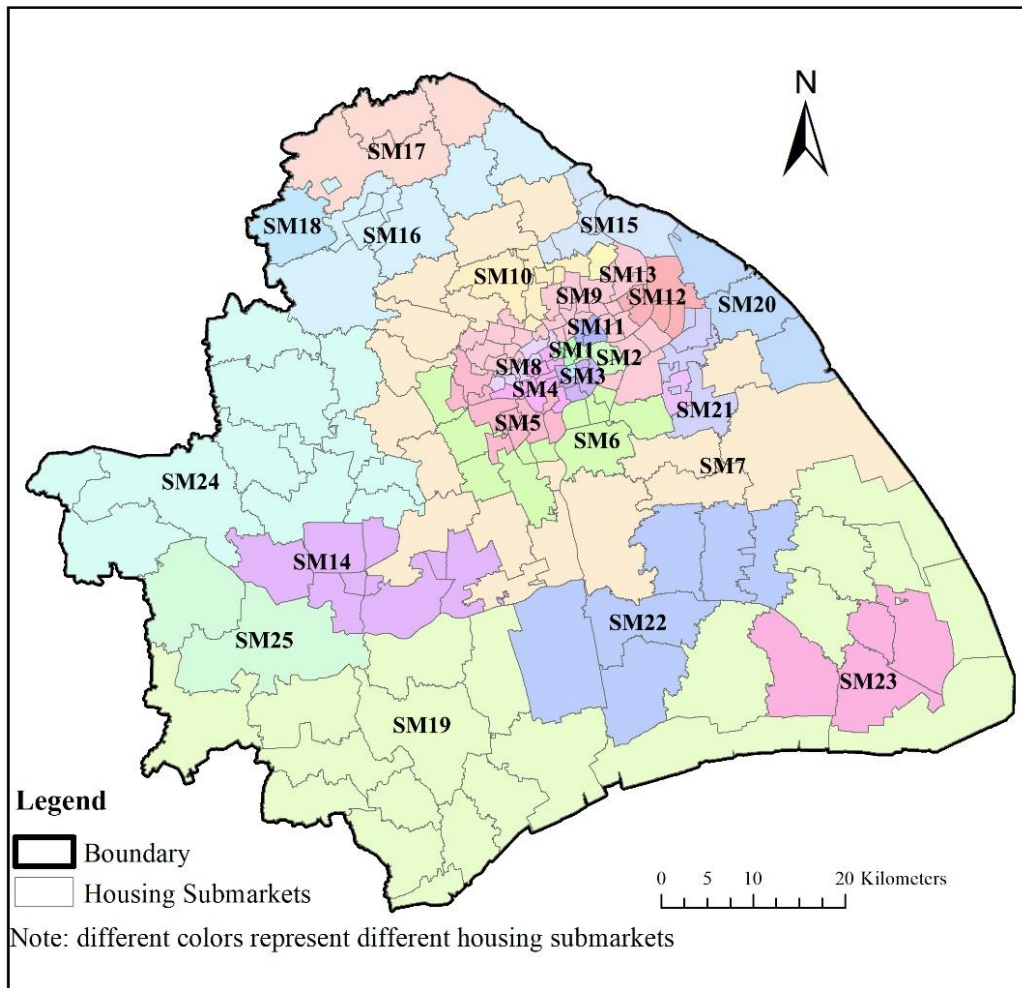 N
SM17
SM18
SM16
SM15
SM10
SM13
SM9
SM12
SM20
SM11
SM1
SM2
SM8
SM3
SM4
SM21
SM5
SM6
SM7
SM24
SM14
SM22
SM25
SM23
SM19
Legend
Boundary
Housing Submarkets
0 5 10 20 Kilometers
Note: different colors represent different housing submarkets